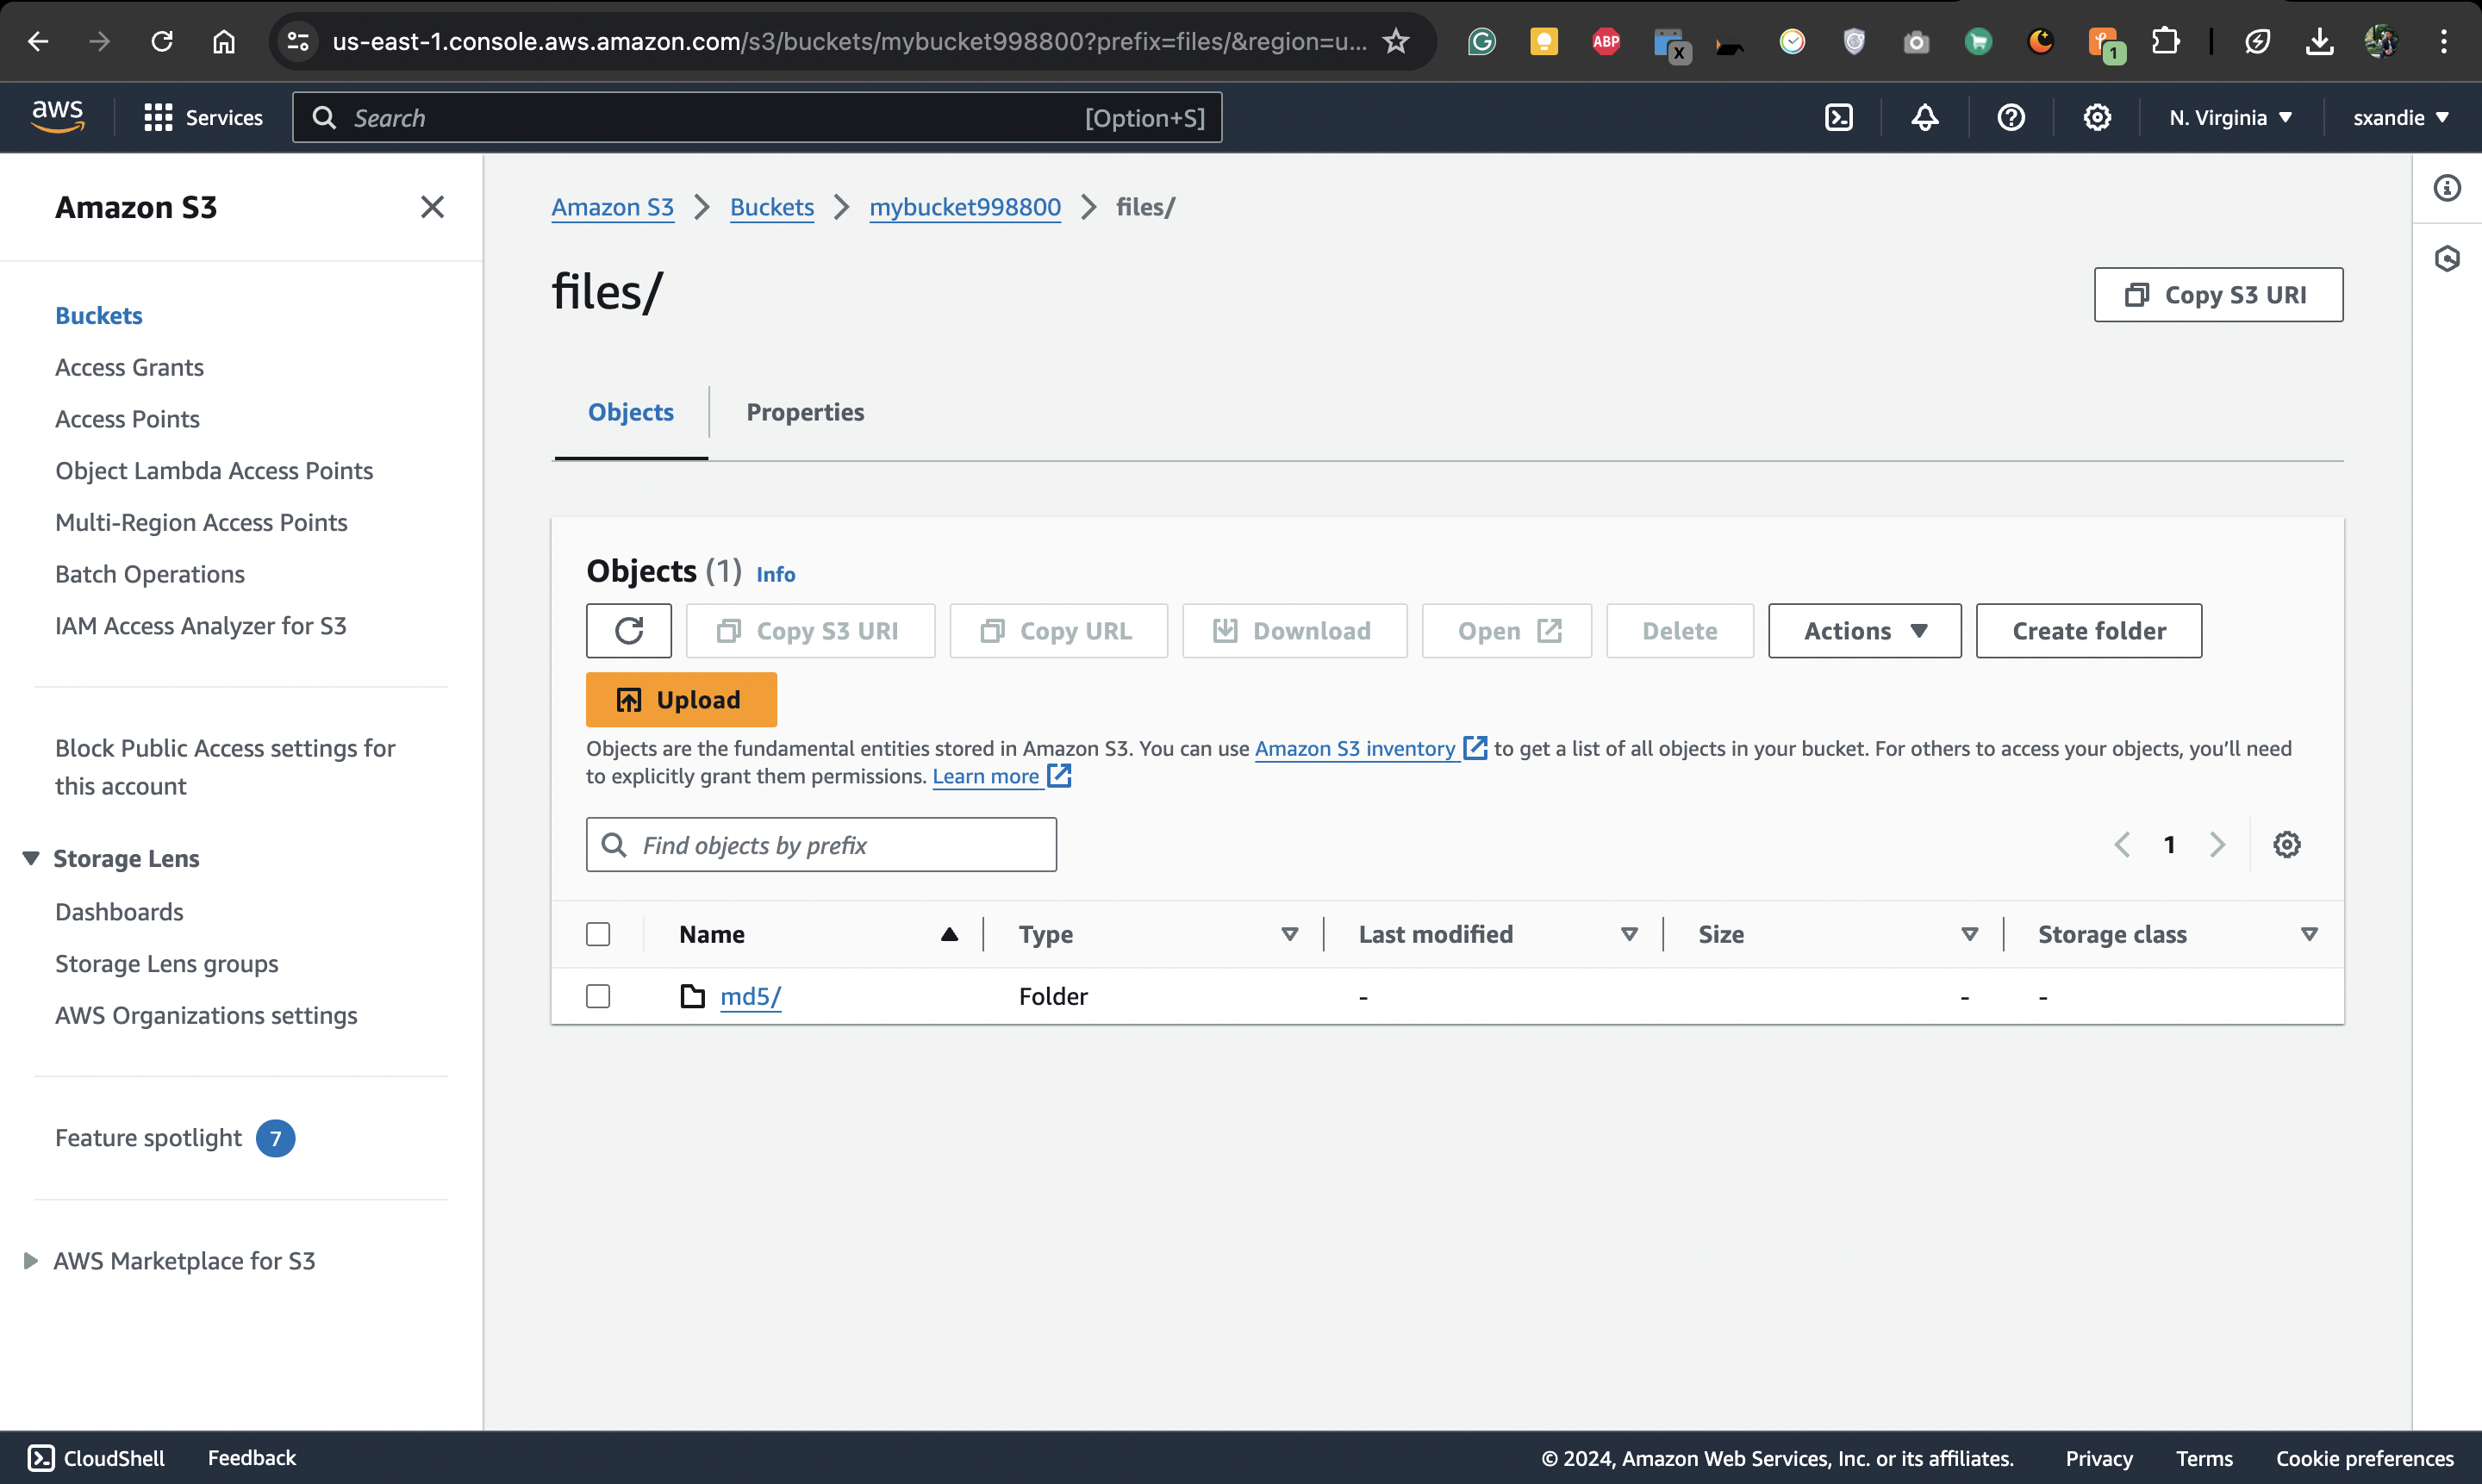 us-east-1.console.aws.amazon.com/s3/buckets/mybucket998800?prefix=files/&region=u...
ABP
X
1
aws
Services
Search
[Option+S]
N. Virginia
sxandie
Amazon S3
Buckets
Access Grants
Access Points
Object Lambda Access Points
Multi-Region Access Points
Batch Operations
IAM Access Analyzer for S3
Block Public Access settings for
this account
Storage Lens
Dashboards
Storage Lens groups
AWS Organizations settings
Feature spotlight 7
AWS Marketplace for S3
Amazon S3 > Buckets > mybucket998800 > files/
files/
Copy S3 URI
Objects
Properties
Objects (1) Info
Copy S3 URI
Copy URL
Download
Open
Delete
Actions
Create folder
Upload
Objects are the fundamental entities stored in Amazon S3. You can use Amazon S3 inventory to get a list of all objects in your bucket. For others to access your objects, you’ll need
to explicitly grant them permissions. Learn more
Find objects by prefix
1
Name Type Last modified Size Storage class
md5/ Folder - - -
CloudShell Feedback © 2024, Amazon Web Services, Inc. or its affiliates. Privacy Terms Cookie preferences